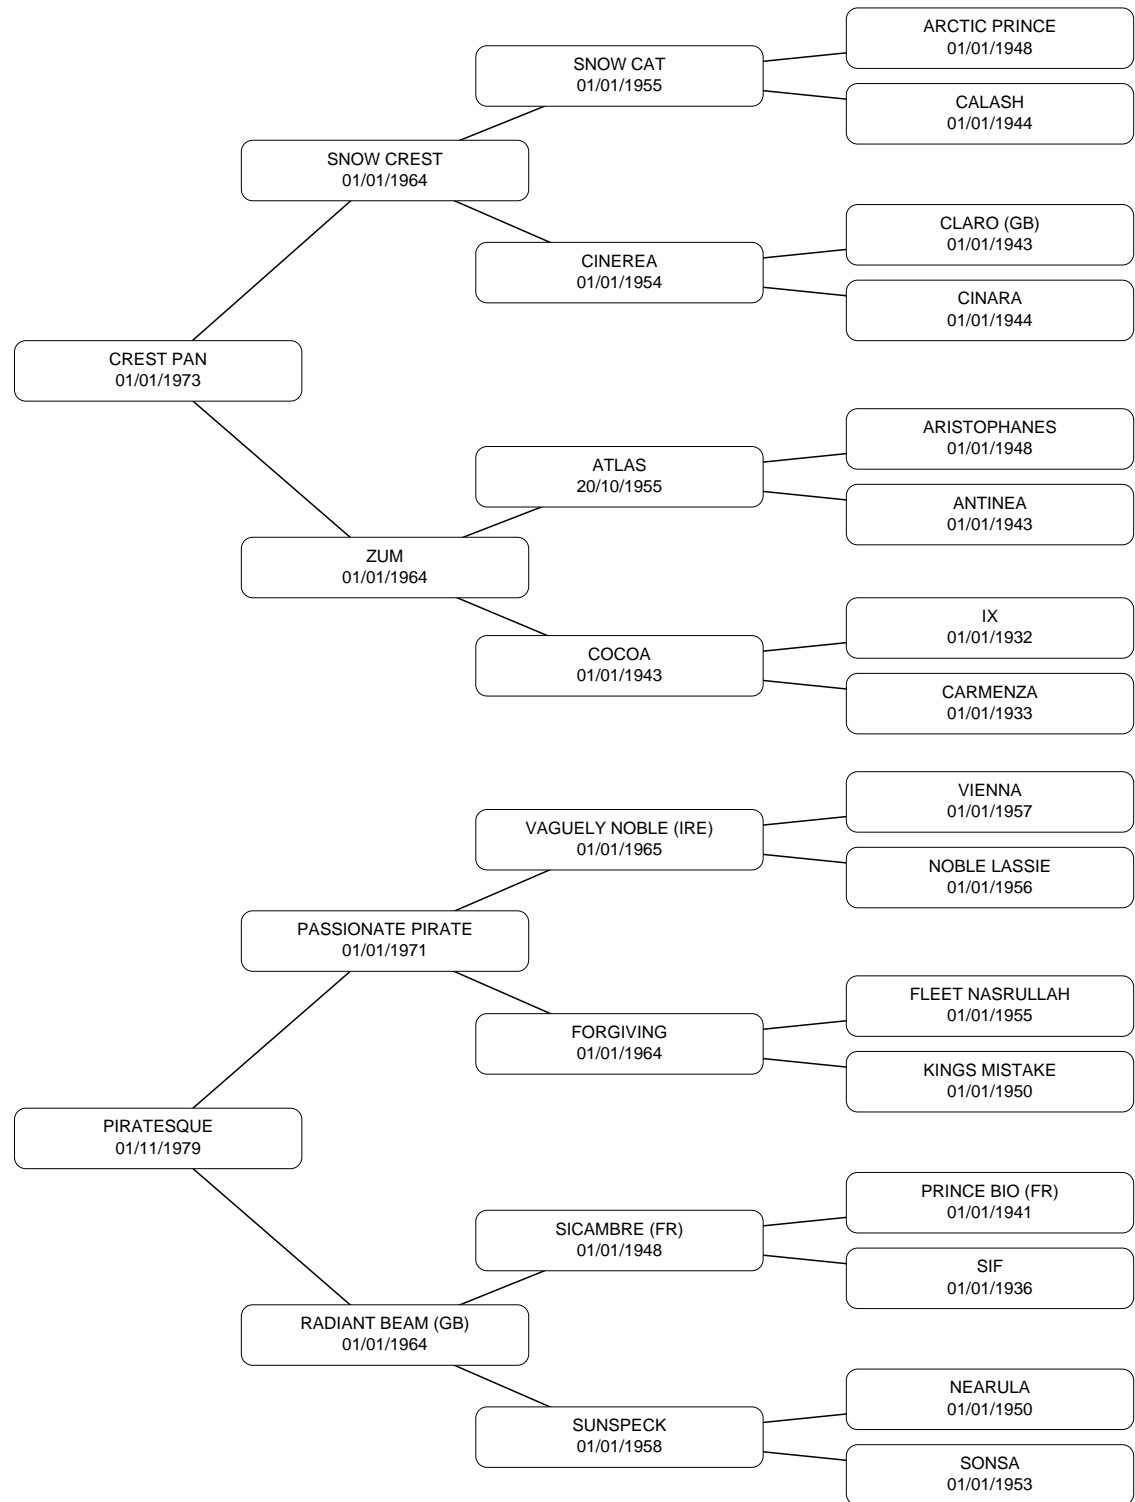 ARCTIC PRINCE
01/01/1948
SNOW CAT
01/01/1955
CALASH
01/01/1944
SNOW CREST
01/01/1964
CLARO (GB)
01/01/1943
CINEREA
01/01/1954
CINARA
01/01/1944
CREST PAN
01/01/1973
ARISTOPHANES
01/01/1948
ATLAS
20/10/1955
ANTINEA
01/01/1943
ZUM
01/01/1964
IX
01/01/1932
COCOA
01/01/1943
CARMENZA
01/01/1933
VIENNA
01/01/1957
VAGUELY NOBLE (IRE)
01/01/1965
NOBLE LASSIE
01/01/1956
PASSIONATE PIRATE
01/01/1971
FLEET NASRULLAH
01/01/1955
FORGIVING
01/01/1964
KINGS MISTAKE
01/01/1950
PIRATESQUE
01/11/1979
PRINCE BIO (FR)
01/01/1941
SICAMBRE (FR)
01/01/1948
SIF
01/01/1936
RADIANT BEAM (GB)
01/01/1964
NEARULA
01/01/1950
SUNSPECK
01/01/1958
SONSA
01/01/1953